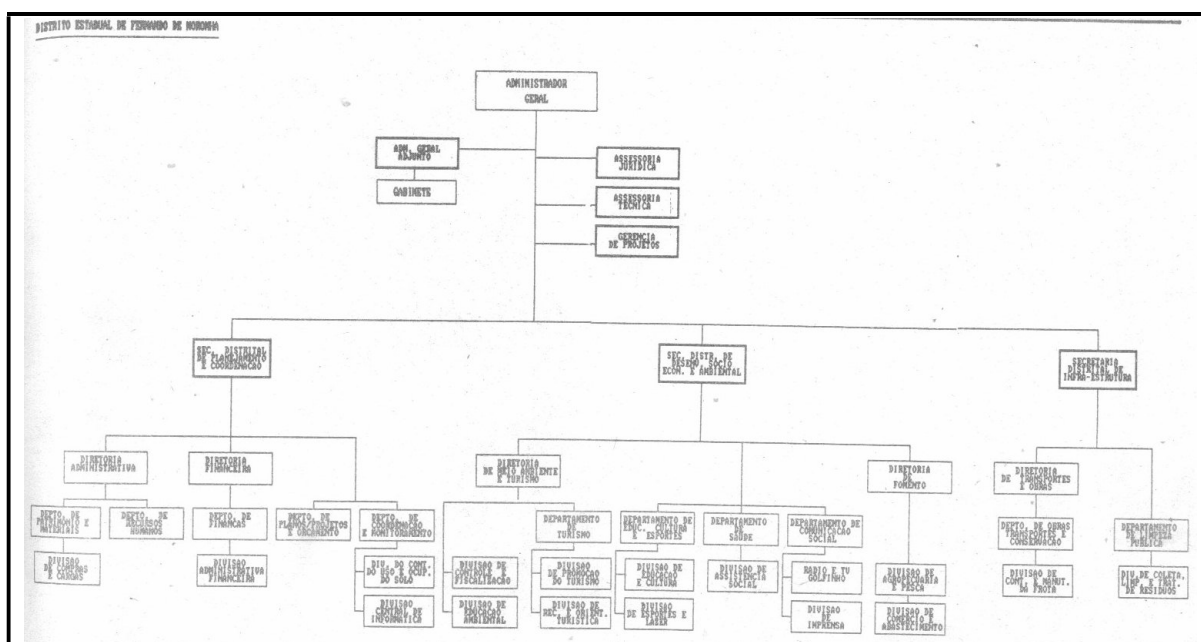 DISTRITO ESTADUAL DE FERNANDO DE NORONHA
ADMINISTRADOR
GERAL
ADM. GERAL
ADJUNTO
GABINETE
ASSESSORIA
JURIDICA
ASSESSORIA
TECNICA
GERENCIA
DE PROJETOS
SEC. DISTRITAL
DE PLANEJAMENTO
E COORDENACAO
SEC. DISTR. DE
DESENV. SOCIO
ECON. E AMBIENTAL
SECRETARIA
DISTRITAL DE
INFRA-ESTRUTURA
DIRETORIA
ADMINISTRATIVA
DIRETORIA
FINANCEIRA
DIRETORIA
DE MEIO AMBIENTE
E TURISMO
DIRETORIA
DE
FOMENTO
DIRETORIA
DE TRANSPORTES
E OBRAS
DEPTO. DE
PATRIMONIO E
MATERIAIS
DEPTO. DE
RECURSOS
HUMANOS
DEPTO. DE
FINANCAS
DEPTO. DE
PLANOS/PROJETOS
E ORCAMENTO
DEPTO. DE
COORDENACAO
E MONITORAMENTO
DEPARTAMENTO
DE
TURISMO
DEPARTAMENTO DE
EDUC. CULTURA
E ESPORTES
DEPARTAMENTO
DE
SAUDE
DEPARTAMENTO DE
COMUNICACAO
SOCIAL
DEPTO. DE OBRAS
TRANSPORTES E
CONSERVACAO
DEPARTAMENTO
DE LIMPEZA
PUBLICA
DIVISAO
DE COMPRAS
E CARGAS
DIVISAO
ADMINISTRATIVA
FINANCEIRA
DIV. DO CONT.
DO USO E OCUP.
DO SOLO
DIVISAO DE
CONTROLE E
FISCALIZACAO
DIVISAO
DE PROMOCAO
DO TURISMO
DIVISAO
DE EDUCACAO
E CULTURA
DIVISAO DE
ASSISTENCIA
SOCIAL
RADIO E TV
GOLFINHO
DIVISAO DE
AGROPECUARIA
E PESCA
DIVISAO DE
CONT. E MANUT.
DA FROTA
DIV. DE COLETA,
LIMP. E TRAT.
DE RESIDUOS
DIVISAO
CENTRAL DE
INFORMATICA
DIVISAO DE
EDUCACAO
AMBIENTAL
DIVISAO DE
REC. E ORIENT.
TURISTICA
DIVISAO
DE ESPORTES E
LAZER
DIVISAO
DE
IMPRENSA
DIVISAO DE
COMERCIO E
ABASTECIMENTO